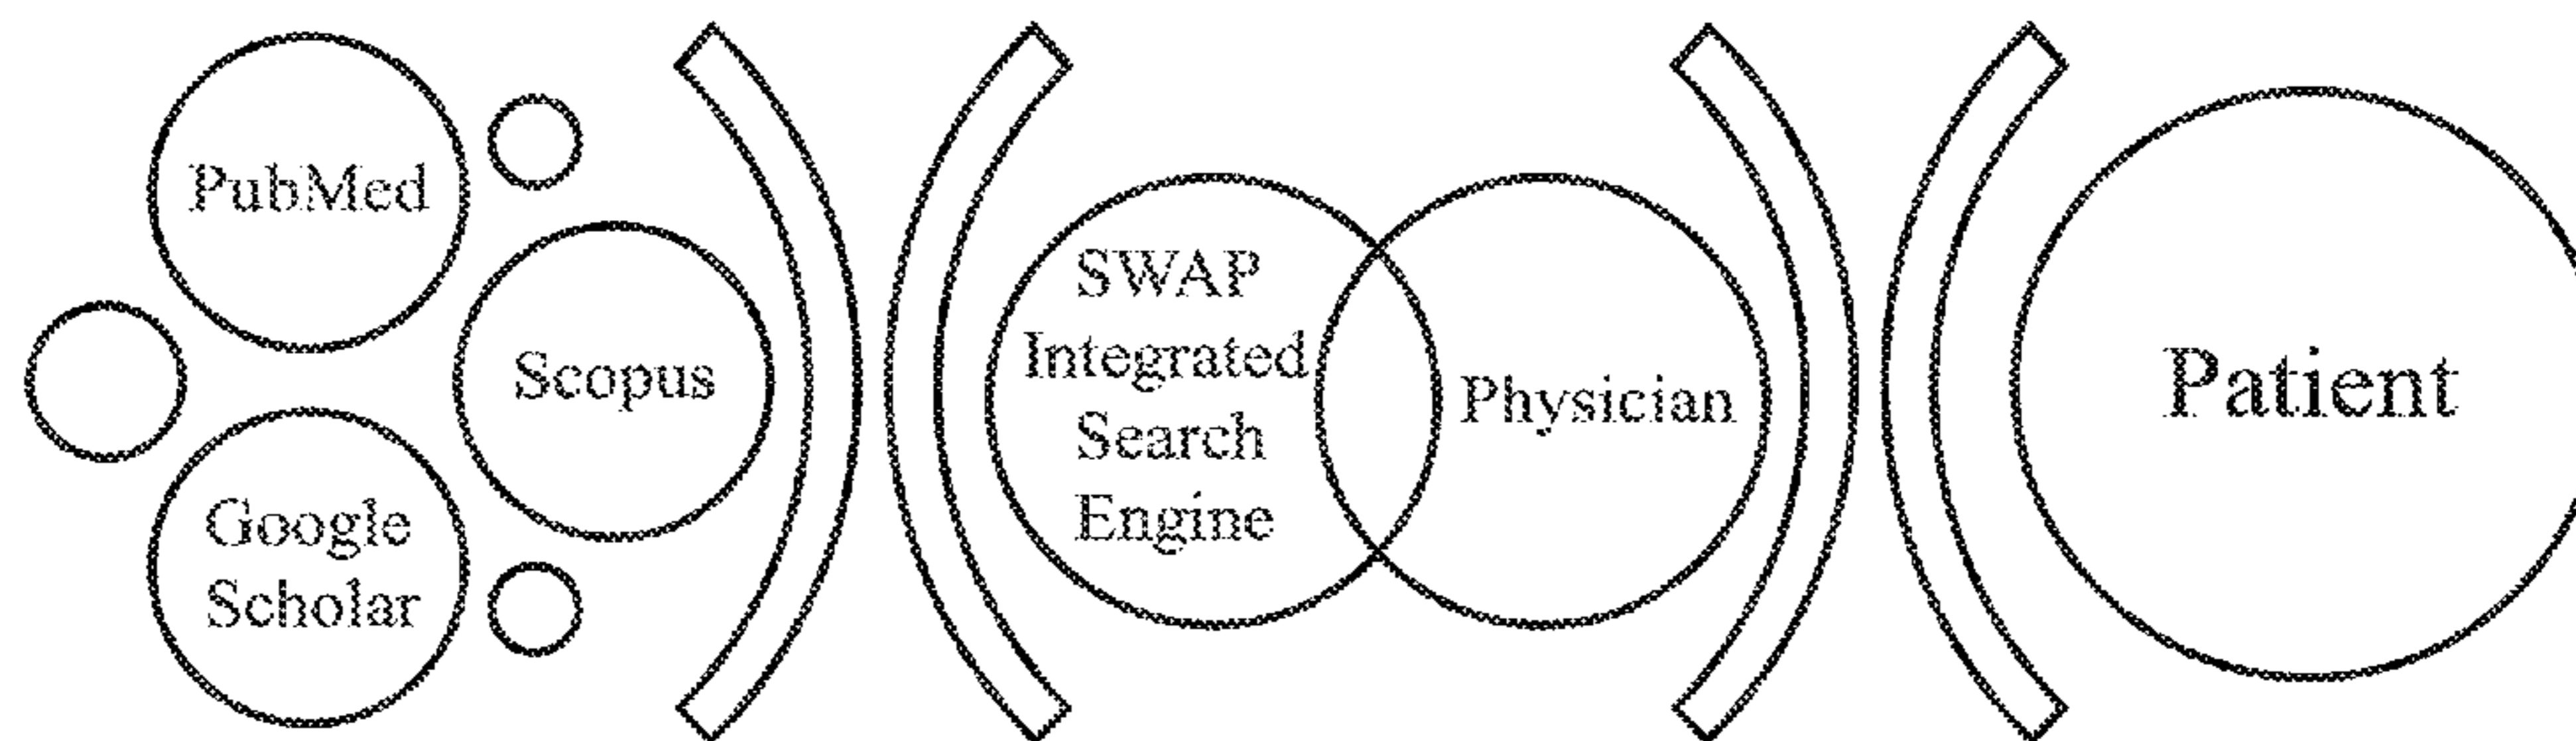 PubMed
Scopus
Google
Scholar
SWAP
Integrated
Search
Engine
Physician
Patient